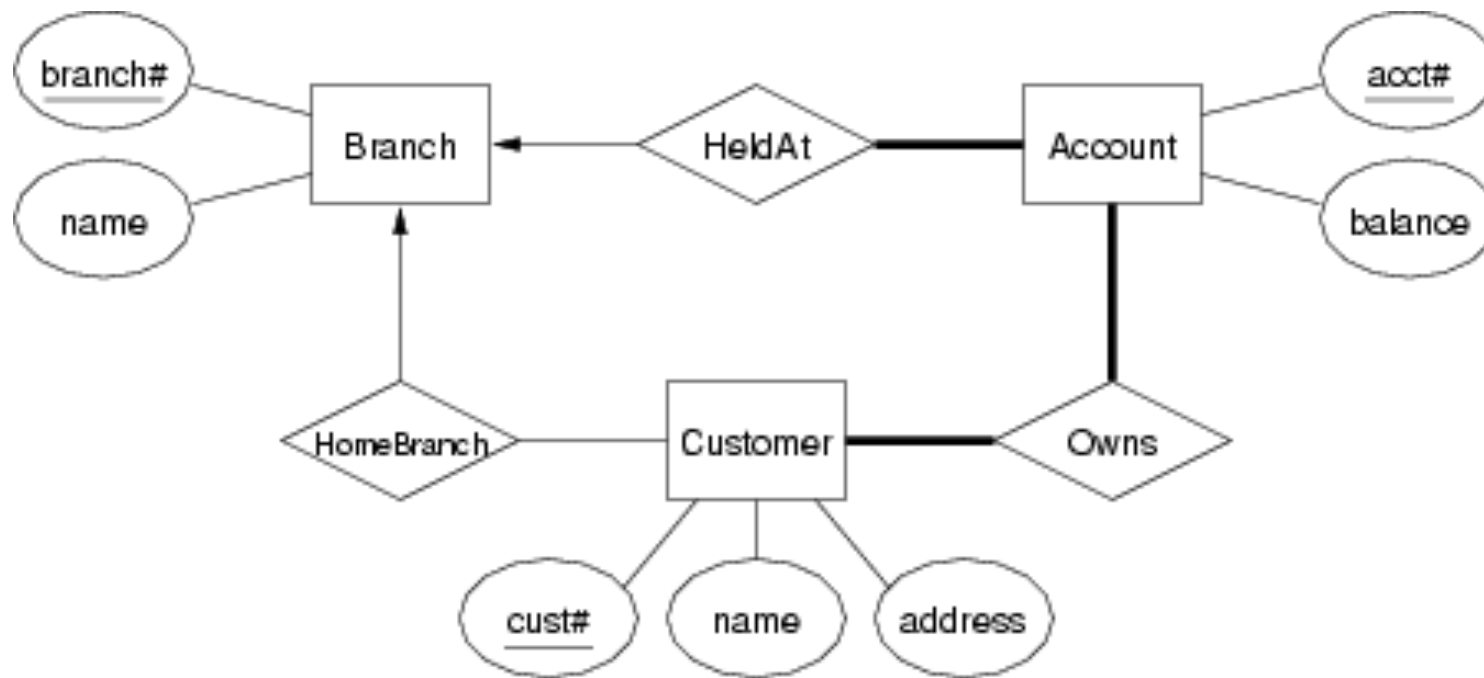 branch#
name
Branch
HeldAt
Account
acct#
balance
HomeBranch
Customer
Owns
cust#
name
address